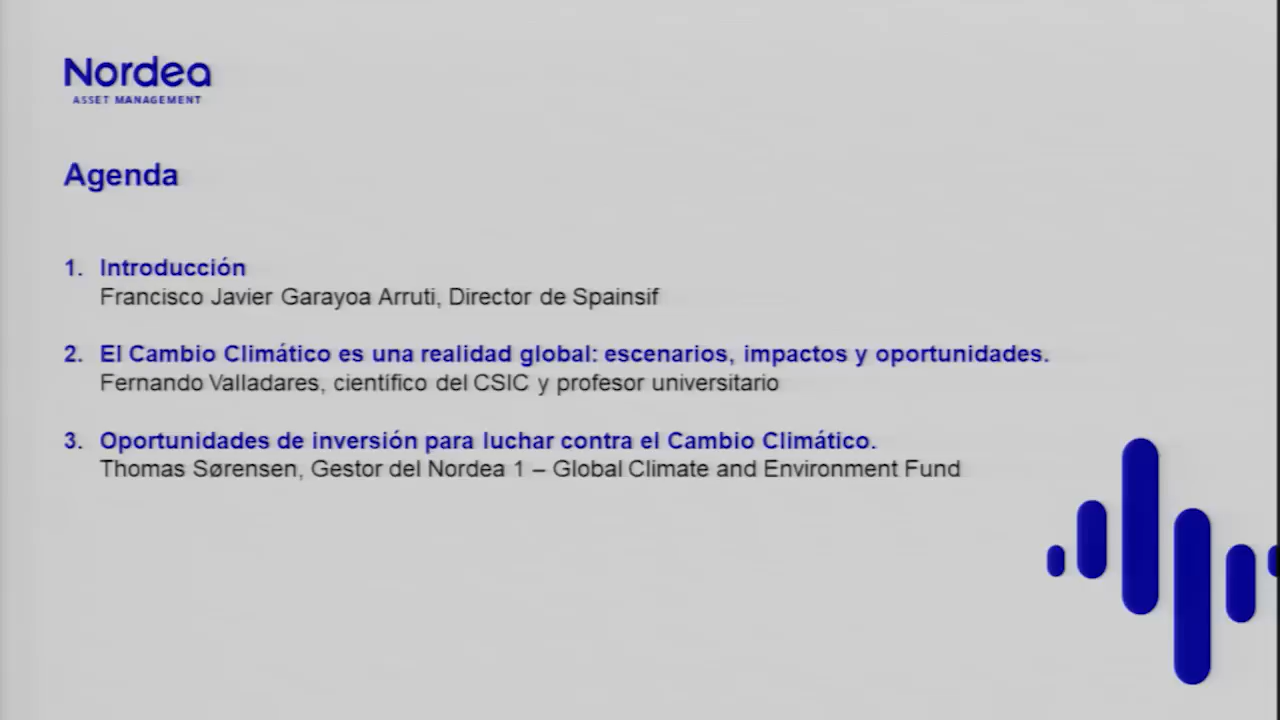 Nordea
ASSET MANAGEMENT
Agenda
1. Introducción
Francisco Javier Garayoa Arruti, Director de Spainsif
2. El Cambio Climático es una realidad global: escenarios, impactos y oportunidades.
Fernando Valladares, científico del CSIC y profesor universitario
3. Oportunidades de inversión para luchar contra el Cambio Climático.
Thomas Sørensen, Gestor del Nordea 1 – Global Climate and Environment Fund